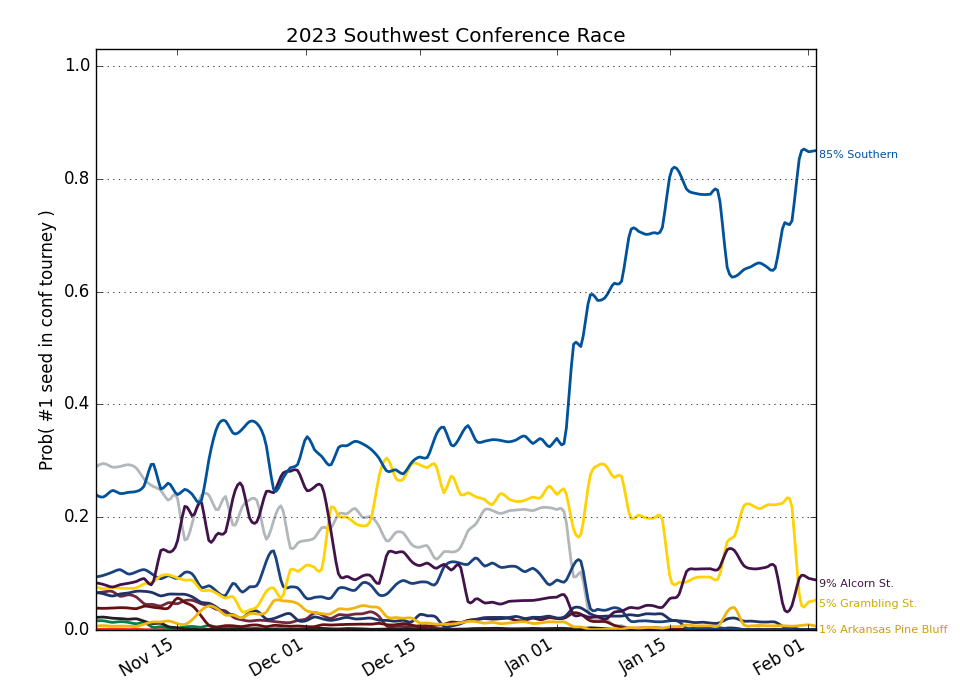 2023 Southwest Conference Race
Prob( #1 seed in conf tourney )
1.0
0.8
0.6
0.4
0.2
0.0
85% Southern
9% Alcorn St.
5% Grambling St.
1% Arkansas Pine Bluff
Nov 15
Dec 01
Dec 15
Jan 01
Jan 15
Feb 01